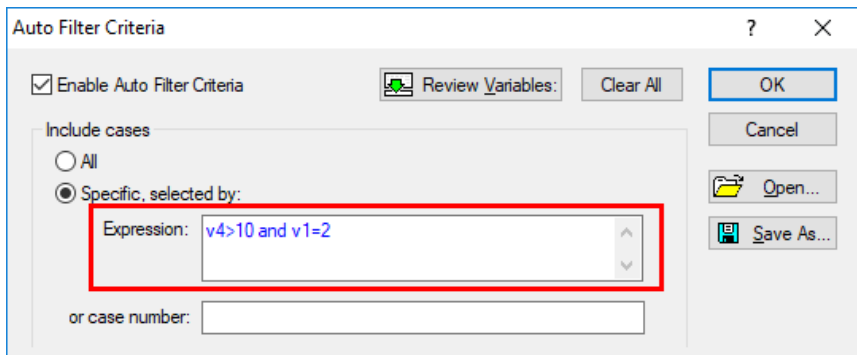 Auto Filter Criteria ?
Enable Auto Filter Criteria Review Variables: Clear All OK
Include cases Cancel
All
Specific, selected by: Open...
Expression: v4>10 and v1=2 Save As...
or case number: